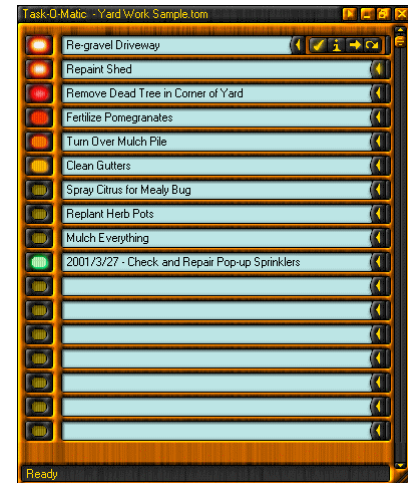 Task-O-Matic - Yard Work Sample.tom
Re-gravel Driveway
Repaint Shed
Remove Dead Tree in Corner of Yard
Fertilize Pomegranates
Turn Over Mulch Pile
Clean Gutters
Spray Citrus for Mealy Bug
Replant Herb Pots
Mulch Everything
2001/3/27 - Check and Repair Pop-up Sprinklers
Ready